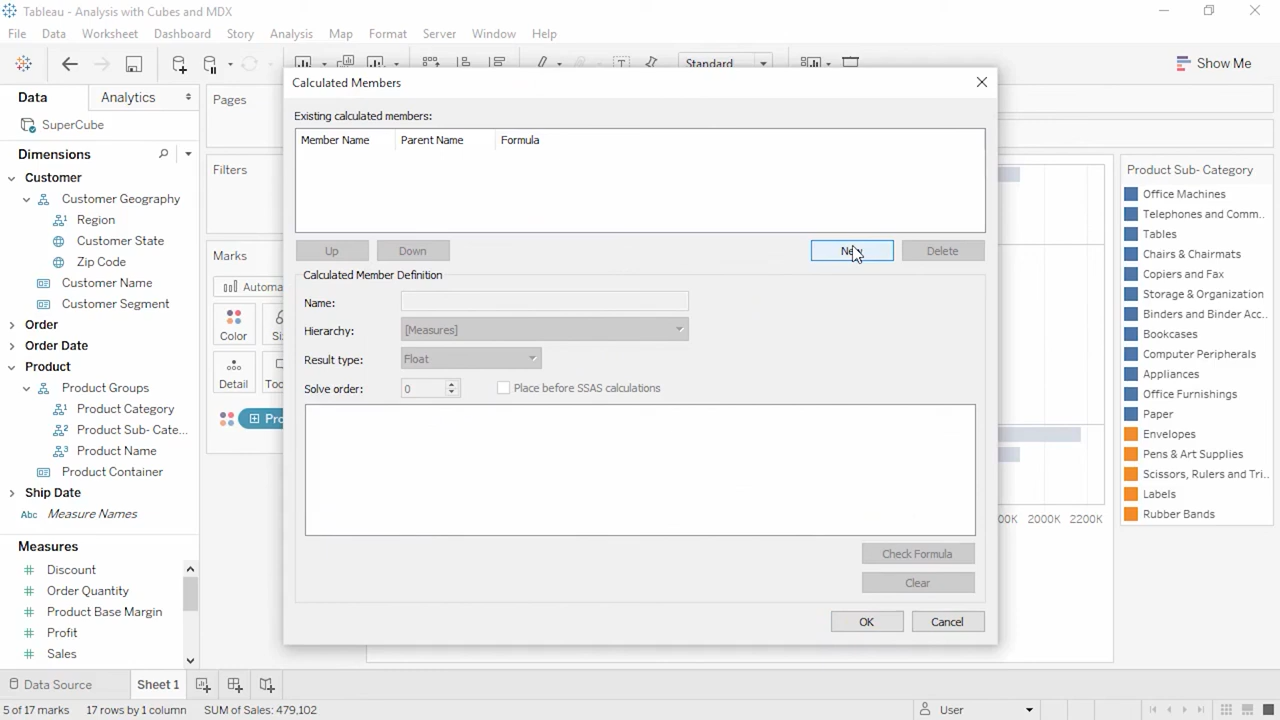 Tableau - Analysis with Cubes and MDX
File Data Worksheet Dashboard Story Analysis Map Format Server Window Help
Standard
Show Me
Data Analytics
SuperCube
Dimensions
Customer
Customer Geography
Region
Customer State
Zip Code
Customer Name
Customer Segment
Order
Order Date
Product
Product Groups
Product Category
Product Sub- Cate...
Product Name
Product Container
Ship Date
Abc Measure Names
Measures
Discount
Order Quantity
Product Base Margin
Profit
Sales
Pages
Filters
Marks
Color
Detail
Calculated Members
Existing calculated members:
Member Name Parent Name Formula
Up Down New Delete
Calculated Member Definition
Name:
Hierarchy: [Measures]
Result type: Float
Solve order: 0 Place before SSAS calculations
Check Formula
Clear
OK Cancel
2000K 2200K
Product Sub- Category
Office Machines
Telephones and Comm..
Tables
Chairs & Chairmats
Copiers and Fax
Storage & Organization
Binders and Binder Acc..
Bookcases
Computer Peripherals
Appliances
Office Furnishings
Paper
Envelopes
Pens & Art Supplies
Scissors, Rulers and Tri..
Labels
Rubber Bands
Data Source Sheet 1
5 of 17 marks 17 rows by 1 column SUM of Sales: 479,102
User